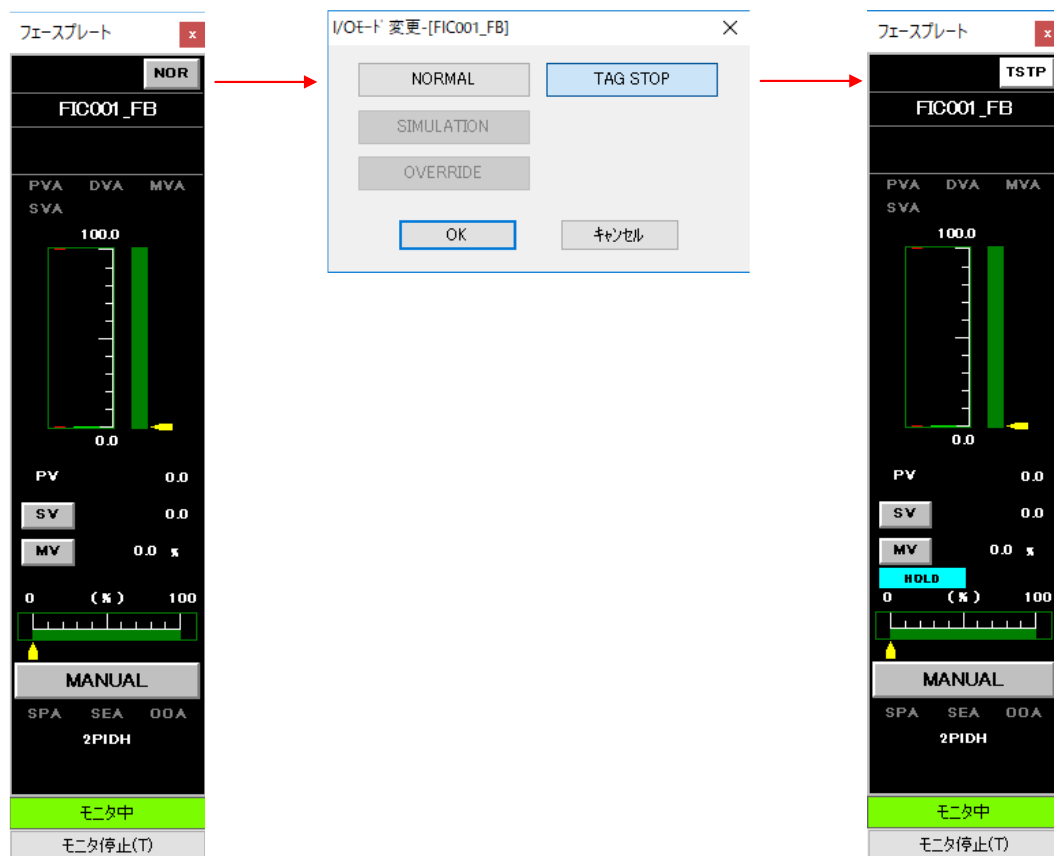 フェースプレート
x
NOR
FIC001_FB
PVA DVA MVA
SVA
100.0
0.0
PV 0.0
SV 0.0
MV 0.0 %
0 (%) 100
MANUAL
SPA SEA OOA
2PIDH
モニタ中
モニタ停止(T)
I/Oモード 変更-[FIC001_FB]
NORMAL TAG STOP
SIMULATION
OVERRIDE
OK キャンセル
フェースプレート
x
TSTP
FIC001_FB
PVA DVA MVA
SVA
100.0
0.0
PV 0.0
SV 0.0
MV 0.0 %
HOLD
0 (%) 100
MANUAL
SPA SEA OOA
2PIDH
モニタ中
モニタ停止(T)